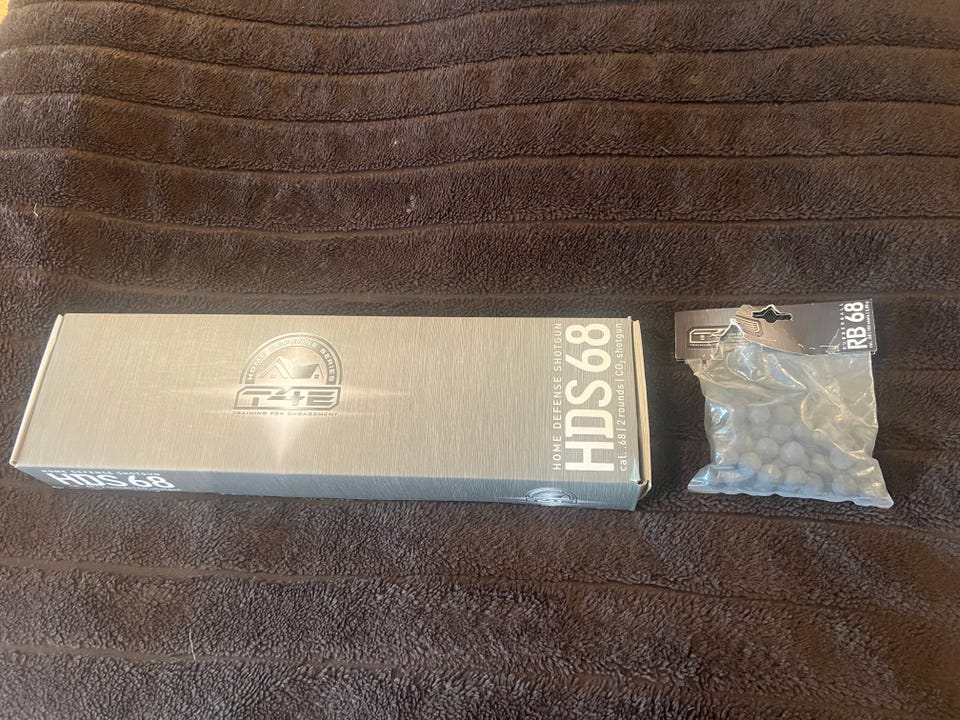 HOME DEFENSE SERIES
T4E
TRAINING FOR ENGAGEMENT
HOME DEFENSE SHOTGUN
HDS 68
cal. .68 | 2 rounds | CO₂ shotgun
HOME DEFENSE SHOTGUN
HDS 68
RUBBERBALL
RB 68